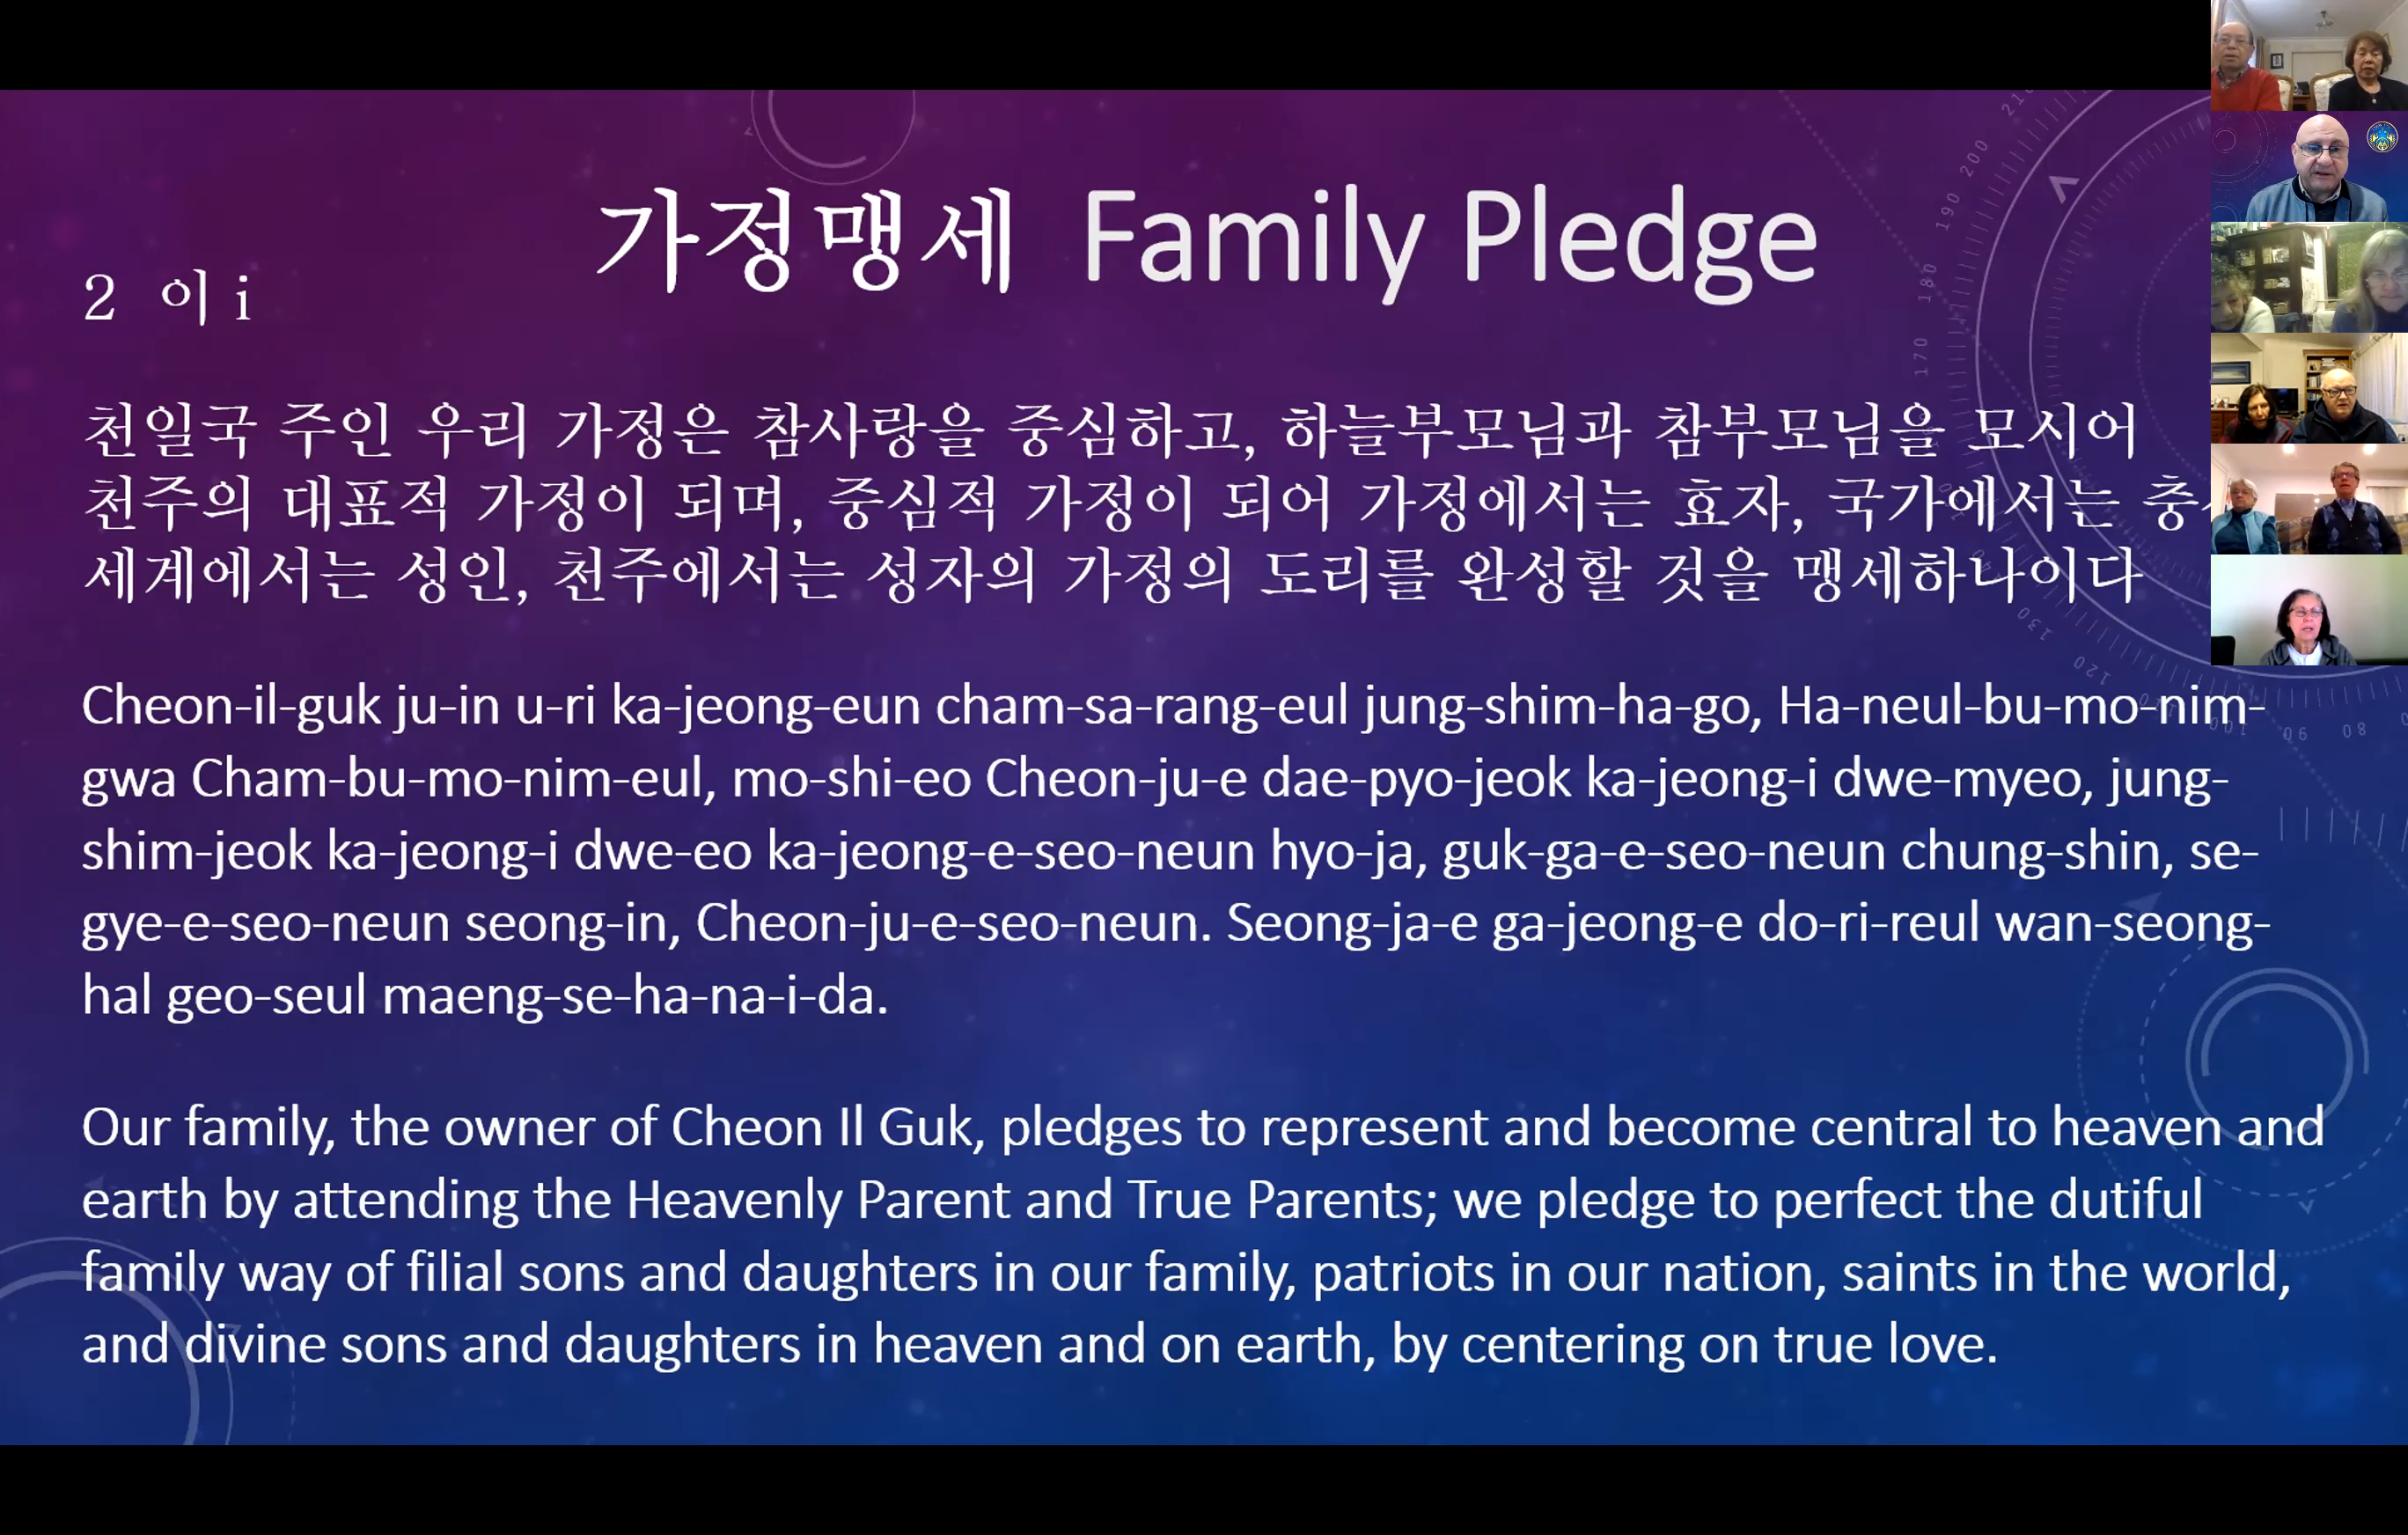 가정맹세 Family Pledge
2 이 i
천일국 주인 우리 가정은 참사랑을 중심하고, 하늘부모님과 참부모님을 모시어
천주의 대표적 가정이 되며, 중심적 가정이 되어 가정에서는 효자, 국가에서는 충
세계에서는 성인, 천주에서는 성자의 가정의 도리를 완성할 것을 맹세하나이다
Cheon-il-guk ju-in u-ri ka-jeong-eun cham-sa-rang-eul jung-shim-ha-go, Ha-neul-bu-mo-nim-
gwa Cham-bu-mo-nim-eul, mo-shi-eo Cheon-ju-e dae-pyo-jeok ka-jeong-i dwe-myeo, jung-
shim-jeok ka-jeong-i dwe-eo ka-jeong-e-seo-neun hyo-ja, guk-ga-e-seo-neun chung-shin, se-
gye-e-seo-neun seong-in, Cheon-ju-e-seo-neun. Seong-ja-e ga-jeong-e do-ri-reul wan-seong-
hal geo-seul maeng-se-ha-na-i-da.
Our family, the owner of Cheon Il Guk, pledges to represent and become central to heaven and
earth by attending the Heavenly Parent and True Parents; we pledge to perfect the dutiful
family way of filial sons and daughters in our family, patriots in our nation, saints in the world,
and divine sons and daughters in heaven and on earth, by centering on true love.
210
200
190
180
170
130
120
110
100
90
80